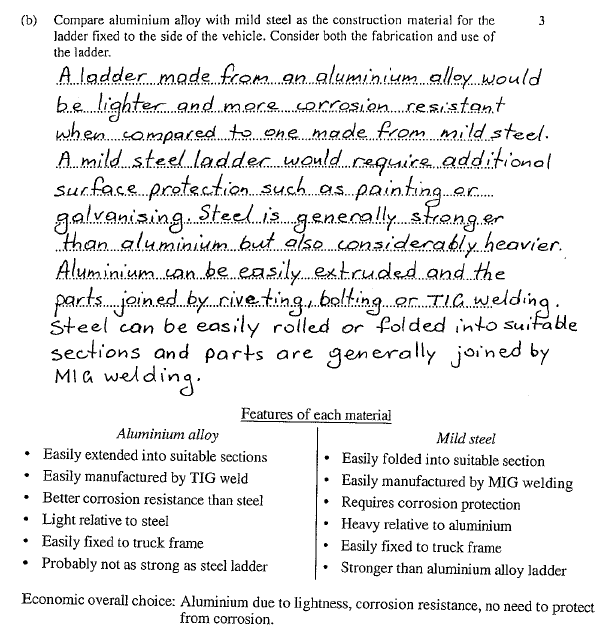 (b) Compare aluminium alloy with mild steel as the construction material for the 3
ladder fixed to the side of the vehicle. Consider both the fabrication and use of
the ladder.
A ladder made from an aluminium alloy would
be lighter and more corrosion resistant
when compared to one made from mild steel.
A mild steel ladder would require additional
surface protection such as painting or
galvanising. Steel is generally stronger
than aluminium but also considerably heavier.
Aluminium can be easily extruded and the
parts joined by riveting, bolting or TIG welding.
Steel can be easily rolled or folded into suitable
sections and parts are generally joined by
MIG welding.
Features of each material
Aluminium alloy
• Easily extended into suitable sections
• Easily manufactured by TIG weld
• Better corrosion resistance than steel
• Light relative to steel
• Easily fixed to truck frame
• Probably not as strong as steel ladder
Mild steel
• Easily folded into suitable section
• Easily manufactured by MIG welding
• Requires corrosion protection
• Heavy relative to aluminium
• Easily fixed to truck frame
• Stronger than aluminium alloy ladder
Economic overall choice: Aluminium due to lightness, corrosion resistance, no need to protect
from corrosion.